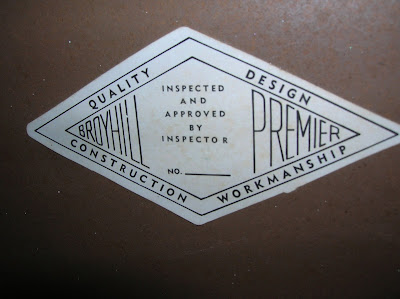 QUALITY
DESIGN
BROYHILL
INSPECTED
AND
APPROVED
BY
INSPECTOR
NO.
PREMIER
CONSTRUCTION
WORKMANSHIP